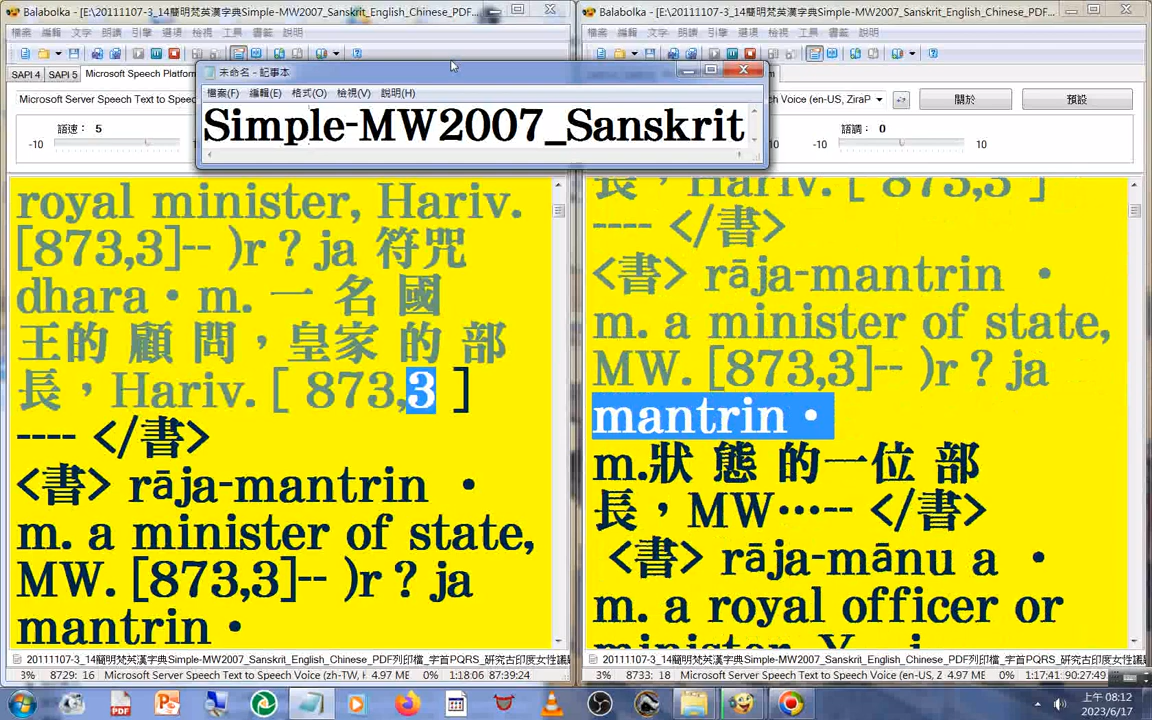 Balabolka - [E:\20111107-3_14簡明梵英漢字典Simple-MW2007_Sanskrit_English_Chinese_PDF...
檔案 編輯 文字 朗讀 引擎 選項 檢視 工具 書籤 說明
SAPI 4 SAPI 5 Microsoft Speech Platform
Microsoft Server Speech Text to Speec
語速： 5
-10
royal minister, Hariv.
[873,3]-- )r ? ja 符咒
dhara • m. 一 名 國
王的 顧 問，皇家 的 部
長，Hariv. [ 873,3 ]
---- </書>
<書> rāja-mantrin •
m. a minister of state,
MW. [873,3]-- )r ? ja
mantrin •
20111107-3_14簡明梵英漢字典Simple-MW2007_Sanskrit_English_Chinese_PDF列印檔_字首PQRS_研究古印度女性議
3% 8729: 16 Microsoft Server Speech Text to Speech Voice (zh-TW, H 4.97 MB 0% 1:18:06 87:39:24
未命名 - 記事本
檔案(F) 編輯(E) 格式(O) 檢視(V) 說明(H)
Simple-MW2007_Sanskrit
Balabolka - [E:\20111107-3_14簡明梵英漢字典Simple-MW2007_Sanskrit_English_Chinese_PDF...
檔案 編輯 文字 朗讀 引擎 選項 檢視 工具 書籤 說明
Voice (en-US, ZiraP 關於 預設
語調： 0
-10 10
長，Hariv. [ 873,3 ]
---- </書>
<書> rāja-mantrin •
m. a minister of state,
MW. [873,3]-- )r ? ja
mantrin •
m.狀 態 的一位 部
長，MW…-- </書>
<書> rāja-mānu a •
m. a royal officer or
minister, Y
20111107-3_14簡明梵英漢字典Simple-MW2007_Sanskrit_English_Chinese_PDF列印檔_字首PQRS_研究古印度女性議
3% 8733: 18 Microsoft Server Speech Text to Speech Voice (en-US, Z 4.97 MB 0% 1:17:41 90:27:49
上午 08:12
2023/6/17